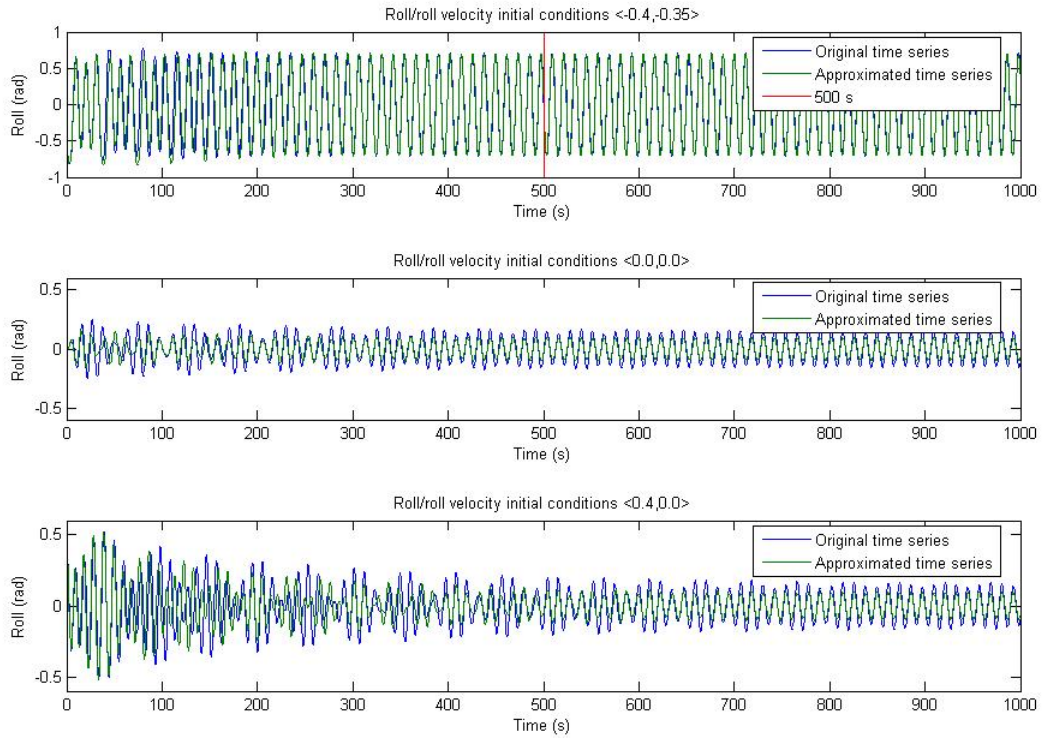 Roll/roll velocity initial conditions <-0.4,-0.35>
1
0.5
0
-0.5
-1
Roll (rad)
Original time series
Approximated time series
500 s
0 100 200 300 400 500 600 700 800 900 1000
Time (s)
Roll/roll velocity initial conditions <0.0,0.0>
0.5
0
-0.5
Roll (rad)
Original time series
Approximated time series
0 100 200 300 400 500 600 700 800 900 1000
Time (s)
Roll/roll velocity initial conditions <0.4,0.0>
0.5
0
-0.5
Roll (rad)
Original time series
Approximated time series
0 100 200 300 400 500 600 700 800 900 1000
Time (s)